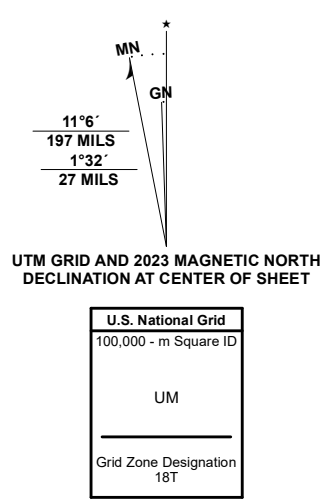 MN
GN
11°6´
197 MILS
1°32´
27 MILS
UTM GRID AND 2023 MAGNETIC NORTH
DECLINATION AT CENTER OF SHEET
U.S. National Grid
100,000 - m Square ID
UM
Grid Zone Designation
18T